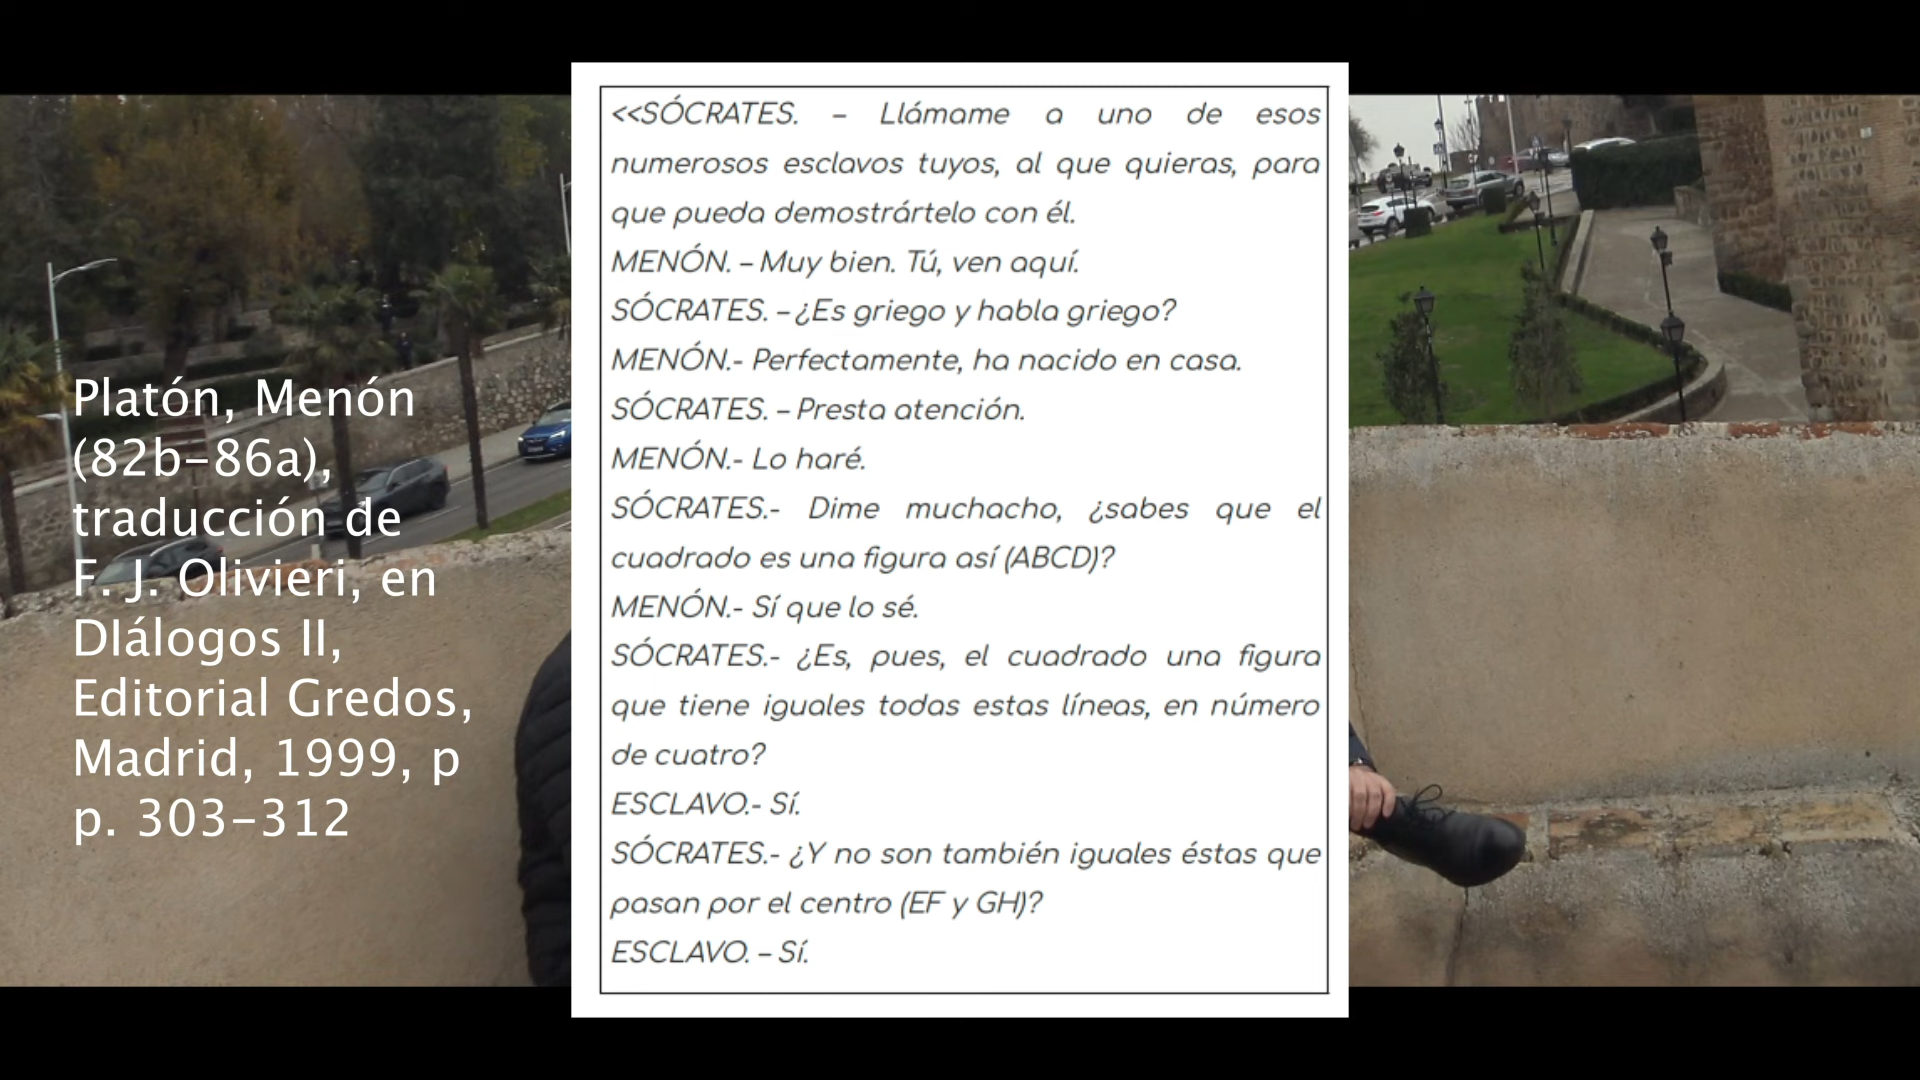 Platón, Menón
(82b–86a),
traducción de
F. J. Olivieri, en
DIálogos II,
Editorial Gredos,
Madrid, 1999, p
p. 303–312
<<SÓCRATES. – Llámame a uno de esos
numerosos esclavos tuyos, al que quieras, para
que pueda demostrártelo con él.
MENÓN. – Muy bien. Tú, ven aquí.
SÓCRATES. – ¿Es griego y habla griego?
MENÓN.- Perfectamente, ha nacido en casa.
SÓCRATES. – Presta atención.
MENÓN.- Lo haré.
SÓCRATES.- Dime muchacho, ¿sabes que el
cuadrado es una figura así (ABCD)?
MENÓN.- Sí que lo sé.
SÓCRATES.- ¿Es, pues, el cuadrado una figura
que tiene iguales todas estas líneas, en número
de cuatro?
ESCLAVO.- Sí.
SÓCRATES.- ¿Y no son también iguales éstas que
pasan por el centro (EF y GH)?
ESCLAVO. – Sí.